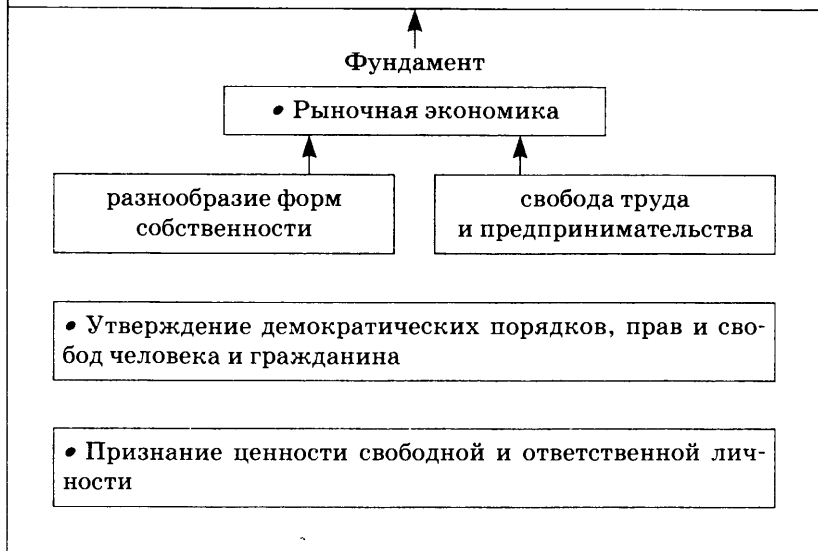 Фундамент
• Рыночная экономика
разнообразие форм
собственности
свобода труда
и предпринимательства
• Утверждение демократических порядков, прав и сво-
бод человека и гражданина
• Признание ценности свободной и ответственной лич-
ности